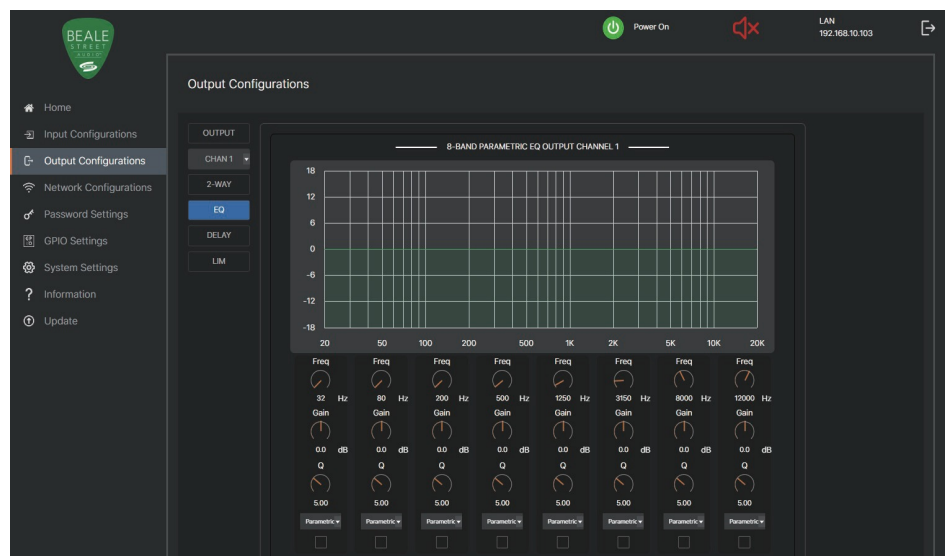 BEALE
STREET
AUDIO
Power On
LAN
192.168.10.103
Output Configurations
Home
Input Configurations
Output Configurations
Network Configurations
Password Settings
GPIO Settings
System Settings
Information
Update
OUTPUT
CHAN 1
2-WAY
EQ
DELAY
LIM
8-BAND PARAMETRIC EQ OUTPUT CHANNEL 1
18
12
6
0
-6
-12
-18
20 50 100 200 500 1K 2K 5K 10K 20K
Freq Freq Freq Freq Freq Freq Freq Freq
32 Hz 80 Hz 200 Hz 500 Hz 1250 Hz 3150 Hz 8000 Hz 12000 Hz
Gain Gain Gain Gain Gain Gain Gain Gain
0.0 dB 0.0 dB 0.0 dB 0.0 dB 0.0 dB 0.0 dB 0.0 dB 0.0 dB
Q Q Q Q Q Q Q Q
5.00 5.00 5.00 5.00 5.00 5.00 5.00 5.00
Parametric Parametric Parametric Parametric Parametric Parametric Parametric Parametric